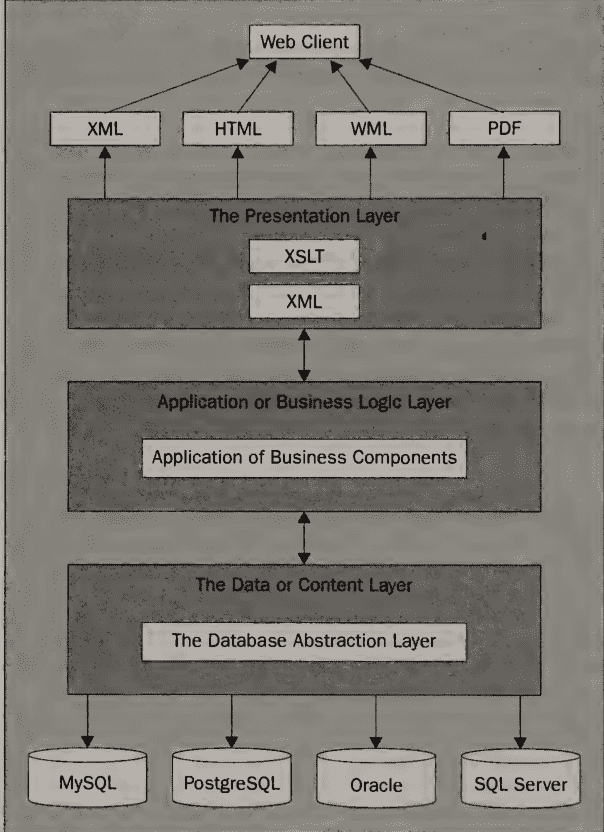 Web Client
XML
HTML
WML
PDF
The Presentation Layer
XSLT
XML
Application or Business Logic Layer
Application of Business Components
The Data or Content Layer
The Database Abstraction Layer
MySQL
PostgreSQL
Oracle
SQL Server